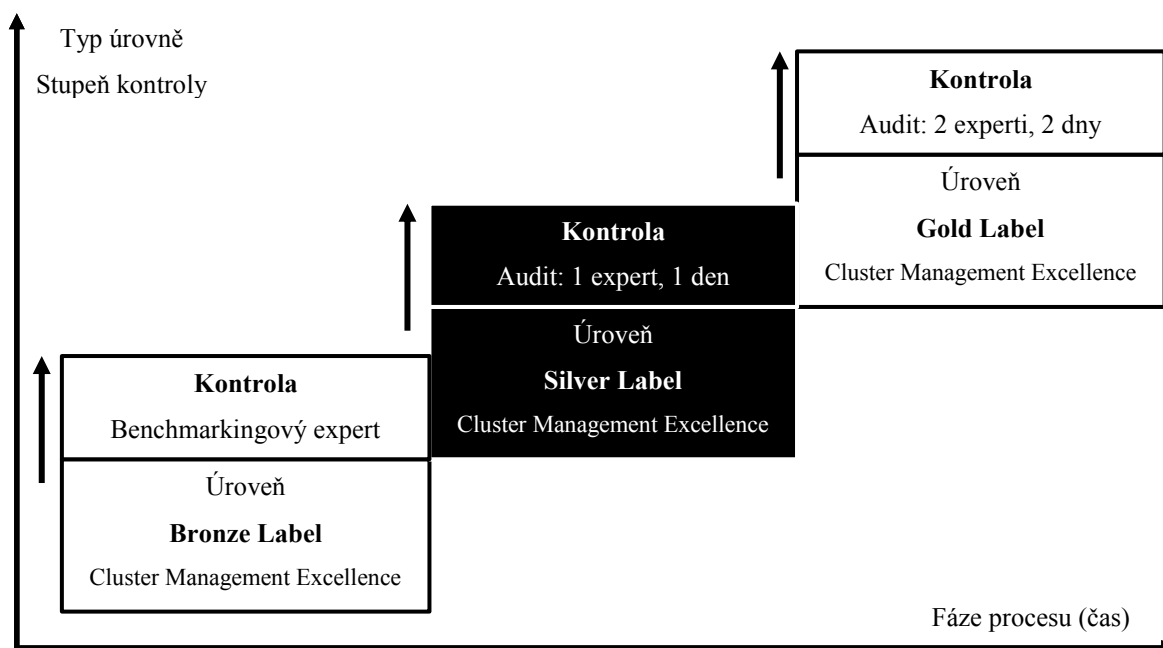 Typ úrovně
Stupeň kontroly
Kontrola
Audit: 2 experti, 2 dny
Úroveň
Gold Label
Cluster Management Excellence
Kontrola
Audit: 1 expert, 1 den
Úroveň
Silver Label
Cluster Management Excellence
Kontrola
Benchmarkingový expert
Úroveň
Bronze Label
Cluster Management Excellence
Fáze procesu (čas)